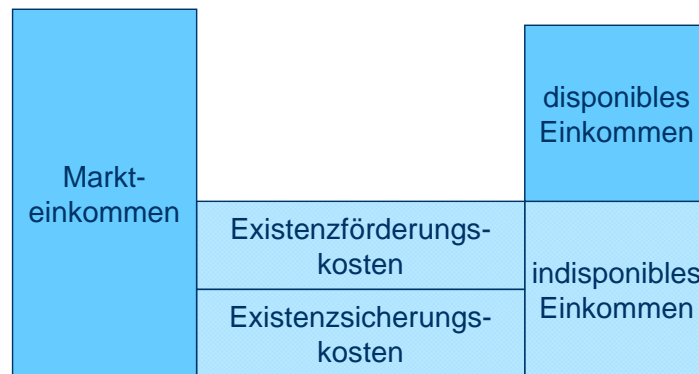 Markt-
einkommen
Existenzförderungs-
kosten
Existenzsicherungs-
kosten
disponibles
Einkommen
indisponibles
Einkommen